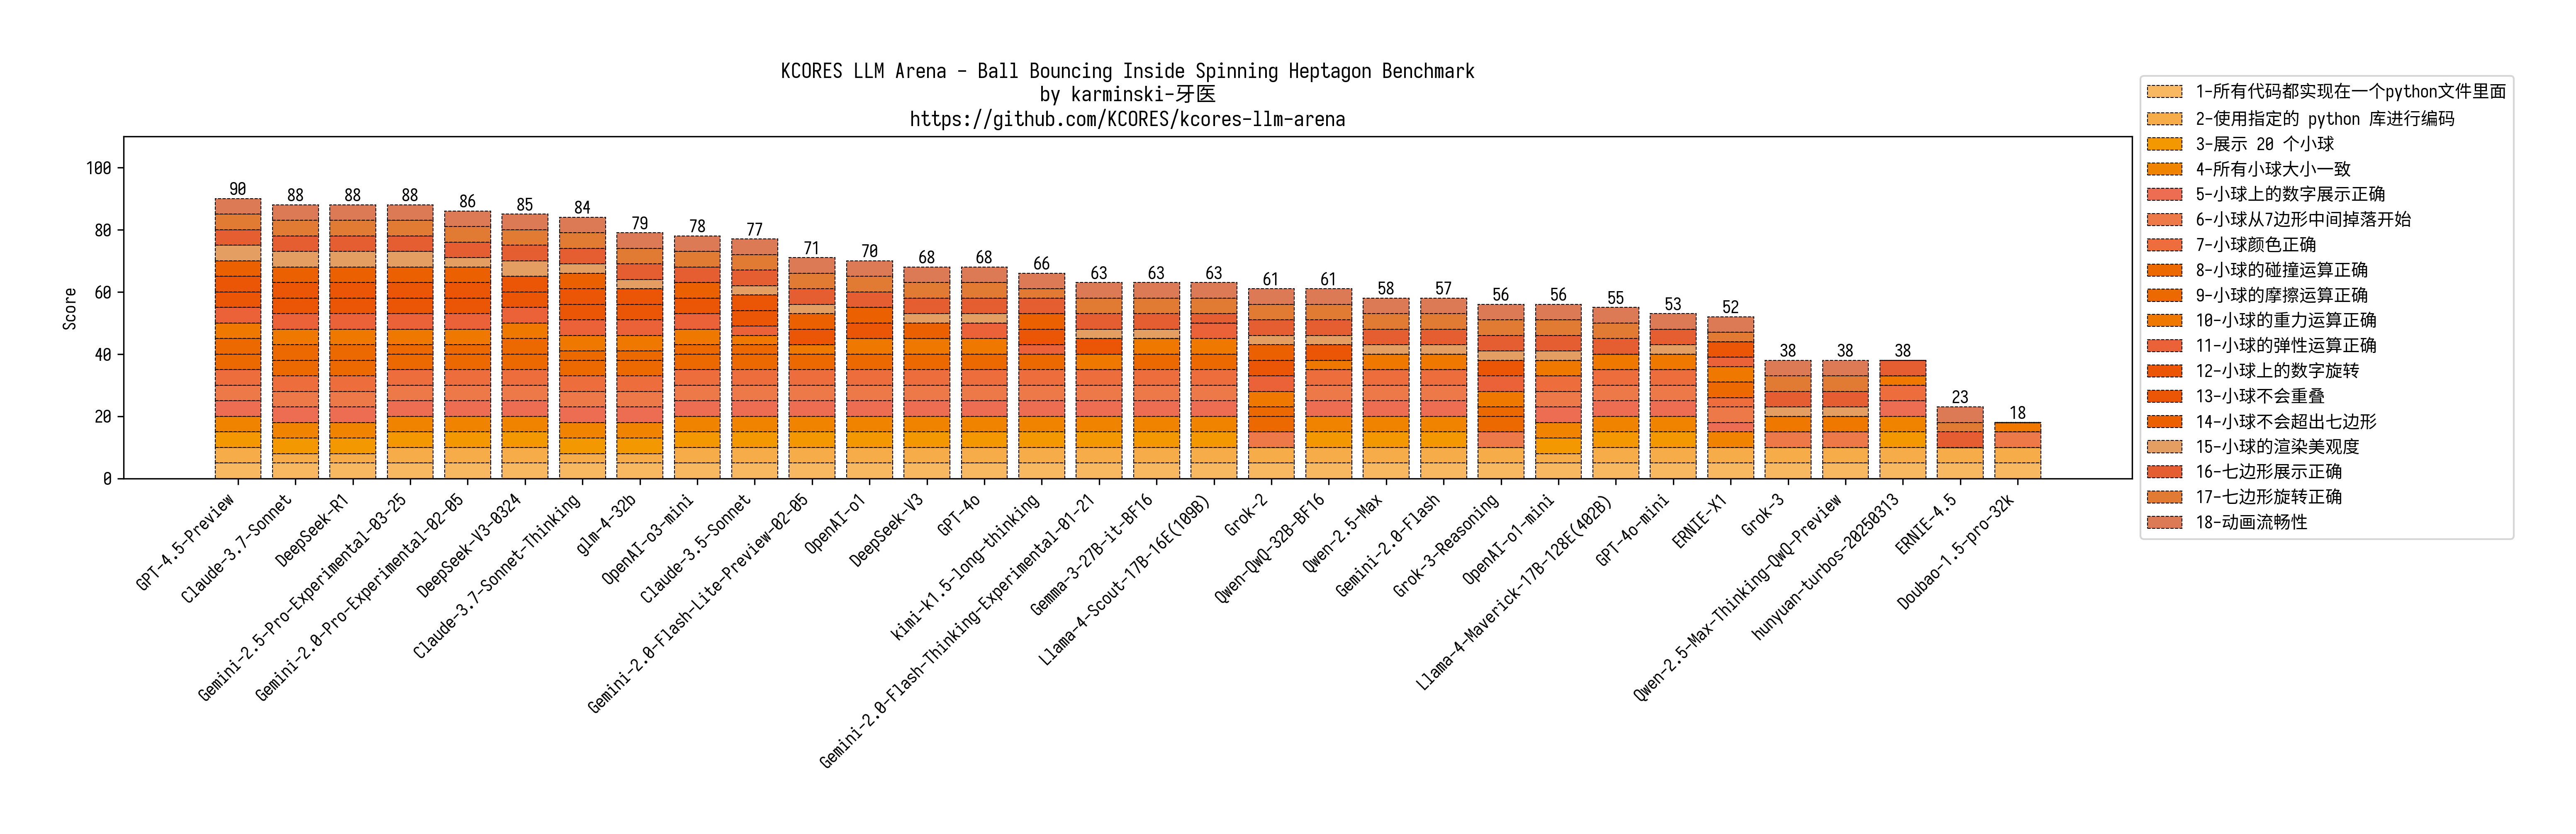 KCORES LLM Arena - Ball Bouncing Inside Spinning Heptagon Benchmark
by karminski-牙医
https://github.com/KCORES/kcores-llm-arena
Score
100
80
60
40
20
0
90
88
88
88
86
85
84
79
78
77
71
70
68
68
66
63
63
63
61
61
58
57
56
56
55
53
52
38
38
38
23
18
GPT-4.5-Preview
Claude-3.7-Sonnet
DeepSeek-R1
Gemini-2.5-Pro-Experimental-03-25
Gemini-2.0-Pro-Experimental-02-05
DeepSeek-V3-0324
Claude-3.7-Sonnet-Thinking
glm-4-32b
OpenAI-o3-mini
Claude-3.5-Sonnet
Gemini-2.0-Flash-Lite-Preview-02-05
OpenAI-o1
DeepSeek-V3
GPT-4o
kimi-k1.5-long-thinking
Gemini-2.0-Flash-Thinking-Experimental-01-21
Gemma-3-27B-it-BF16
Llama-4-Scout-17B-16E(109B)
Grok-2
Qwen-QwQ-32B-BF16
Qwen-2.5-Max
Gemini-2.0-Flash
Grok-3-Reasoning
OpenAI-o1-mini
Llama-4-Maverick-17B-128E(402B)
GPT-4o-mini
ERNIE-X1
Grok-3
Qwen-2.5-Max-Thinking-QwQ-Preview
hunyuan-turbos-20250313
ERNIE-4.5
Doubao-1.5-pro-32k
1-所有代码都实现在一个python文件里面
2-使用指定的 python 库进行编码
3-展示 20 个小球
4-所有小球大小一致
5-小球上的数字展示正确
6-小球从7边形中间掉落开始
7-小球颜色正确
8-小球的碰撞运算正确
9-小球的摩擦运算正确
10-小球的重力运算正确
11-小球的弹性运算正确
12-小球上的数字旋转
13-小球不会重叠
14-小球不会超出七边形
15-小球的渲染美观度
16-七边形展示正确
17-七边形旋转正确
18-动画流畅性